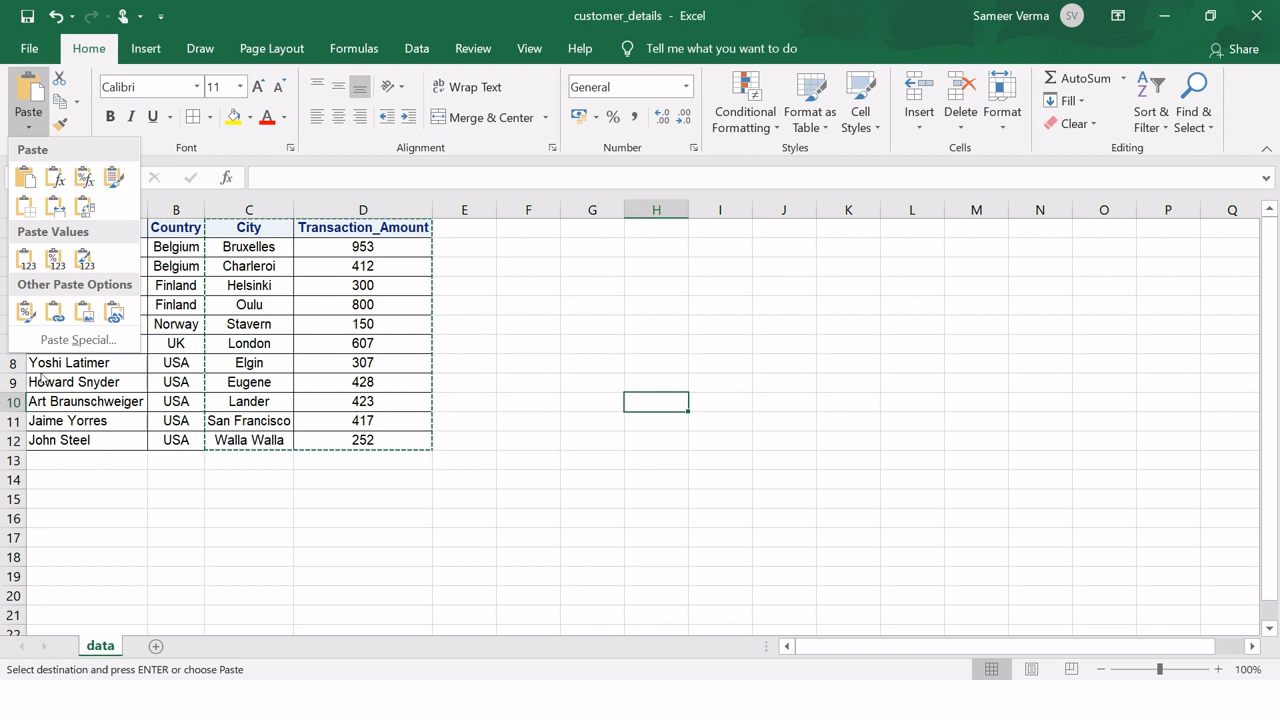 customer_details - Excel
Sameer Verma SV
File Home Insert Draw Page Layout Formulas Data Review View Help Tell me what you want to do Share
Paste
Calibri 11
B I U
Font
Wrap Text
Merge & Center
Alignment
General
Number
Conditional Formatting
Format as Table
Cell Styles
Styles
Insert Delete Format
Cells
AutoSum
Fill
Clear
Sort & Filter
Find & Select
Editing
Paste
Paste Values
Other Paste Options
Paste Special...
fx
B C D E F G H I J K L M N O P Q
Country City Transaction_Amount
Belgium Bruxelles 953
Belgium Charleroi 412
Finland Helsinki 300
Finland Oulu 800
Norway Stavern 150
UK London 607
8 Yoshi Latimer USA Elgin 307
9 Howard Snyder USA Eugene 428
10 Art Braunschweiger USA Lander 423
11 Jaime Yorres USA San Francisco 417
12 John Steel USA Walla Walla 252
13
14
15
16
17
18
19
20
21
22
data
Select destination and press ENTER or choose Paste
100%